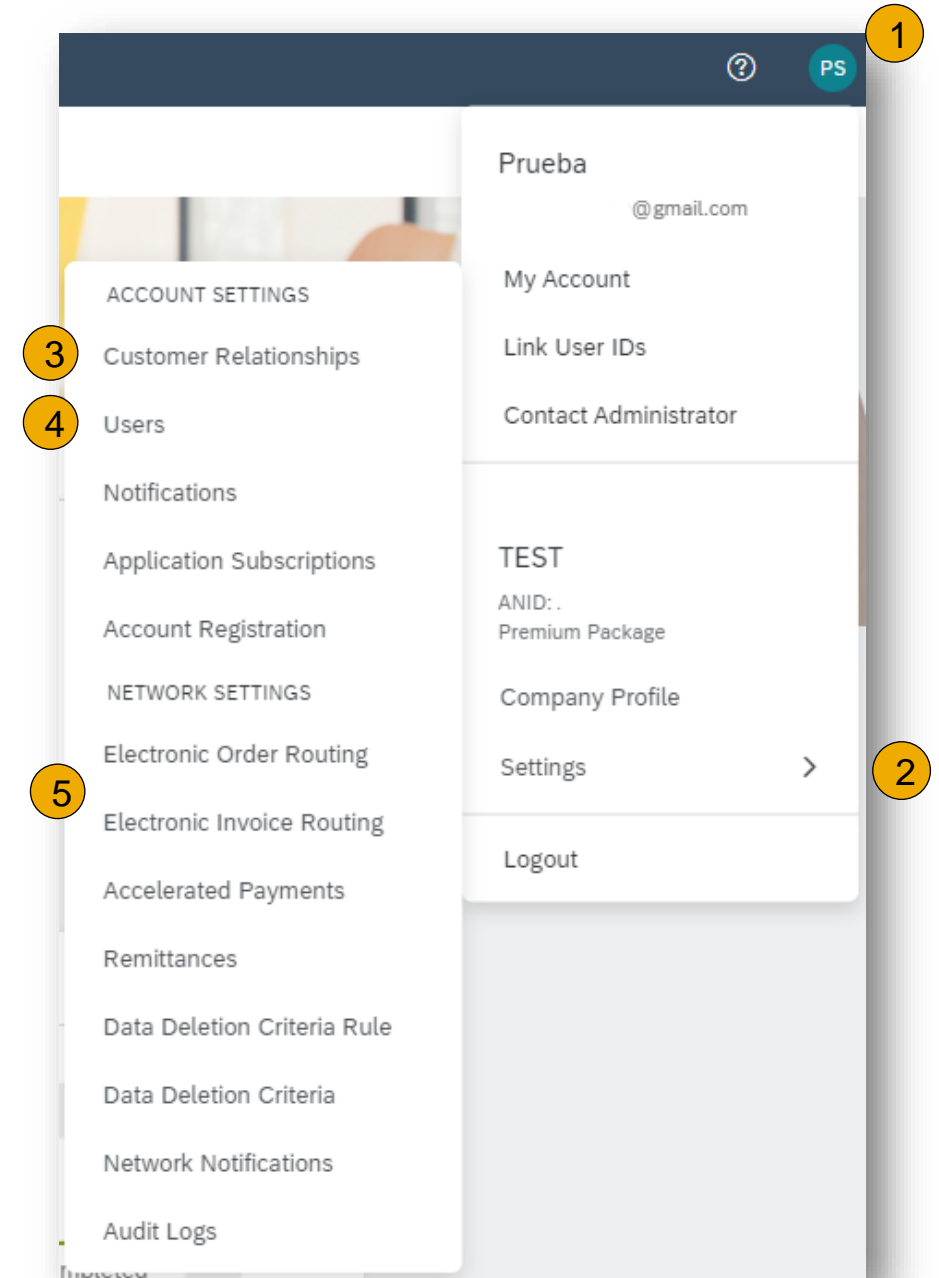 1
?
PS
Prueba
@gmail.com
My Account
Link User IDs
Contact Administrator
TEST
ANID: .
Premium Package
Company Profile
Settings
2
Logout
ACCOUNT SETTINGS
3
Customer Relationships
4
Users
Notifications
Application Subscriptions
Account Registration
NETWORK SETTINGS
Electronic Order Routing
5
Electronic Invoice Routing
Accelerated Payments
Remittances
Data Deletion Criteria Rule
Data Deletion Criteria
Network Notifications
Audit Logs